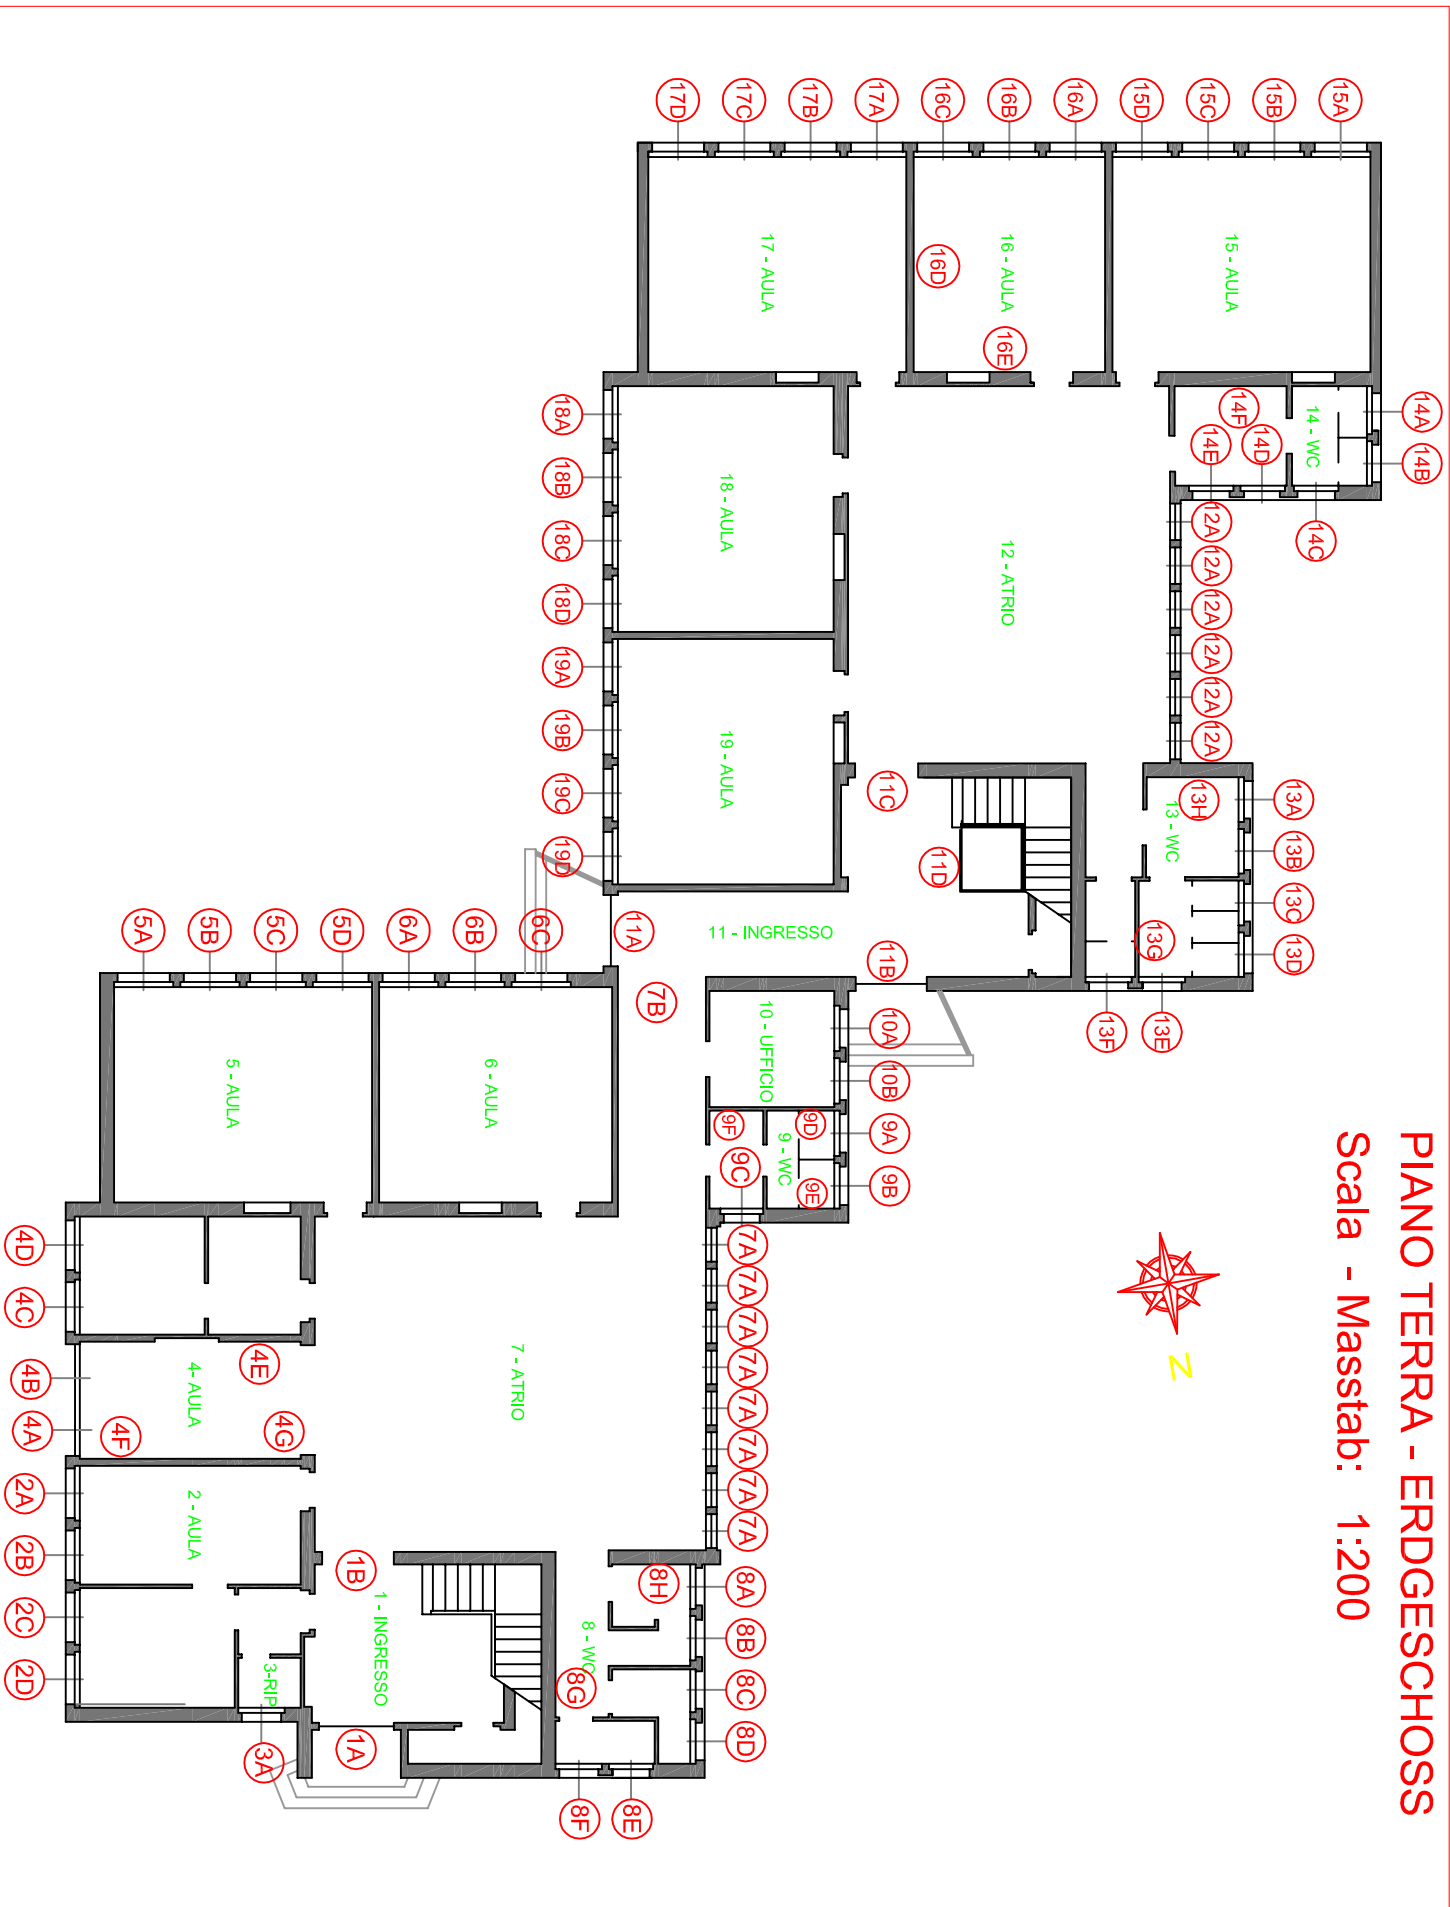 PIANO TERRA - ERDGESCHOSS
Scala - Masstab: 1:200
N
15A
15B
15C
15D
16A
16B
16C
17A
17B
17C
17D
15 - AULA
16 - AULA
16D
16E
17 - AULA
14A
14B
14C
14 - WC
14D
14E
14F
12A
12A
12A
12A
12A
12A
12 - ATRIO
18A
18B
18C
18D
18 - AULA
19A
19B
19C
19D
19 - AULA
13A
13B
13C
13D
13E
13F
13G
13H
13 - WC
11A
11B
11C
11D
11 - INGRESSO
10A
10B
10 - UFFICIO
9A
9B
9C
9D
9E
9F
9 - WC
7A
7A
7A
7A
7A
7A
7A
7A
7B
7 - ATRIO
5A
5B
5C
5D
5 - AULA
6A
6B
6C
6 - AULA
4A
4B
4C
4D
4E
4F
4G
4- AULA
2A
2B
2C
2D
2 - AULA
3-RIP
3A
1A
1B
1 - INGRESSO
8A
8B
8C
8D
8E
8F
8G
8H
8 - WC